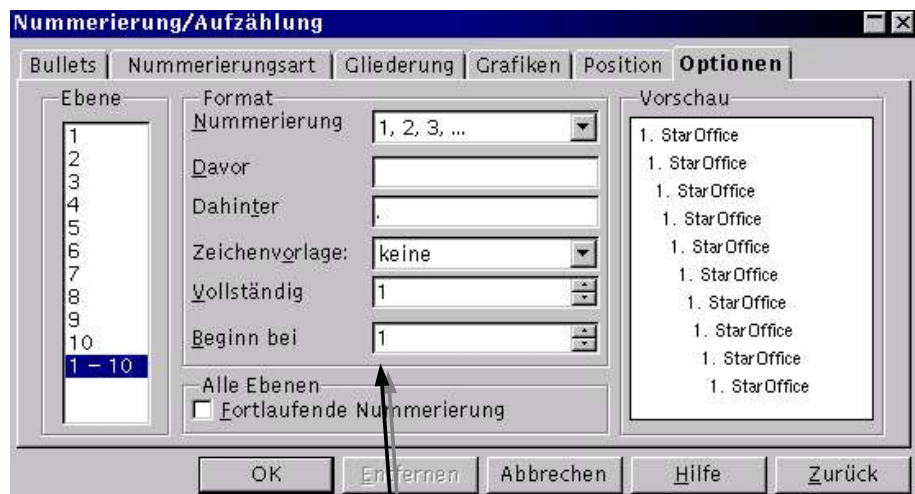 Nummerierung/Aufzählung
Bullets Nummerierungsart Gliederung Grafiken Position Optionen
Ebene
1
2
3
4
5
6
7
8
9
10
1 – 10
Format
Nummerierung 1, 2, 3, ...
Davor
Dahinter .
Zeichenvorlage: keine
Vollständig 1
Beginn bei 1
Alle Ebenen
Fortlaufende Nummerierung
Vorschau
1. StarOffice
1. StarOffice
1. StarOffice
1. StarOffice
1. StarOffice
1. StarOffice
1. StarOffice
1. StarOffice
1. StarOffice
1. StarOffice
OK Entfernen Abbrechen Hilfe Zurück